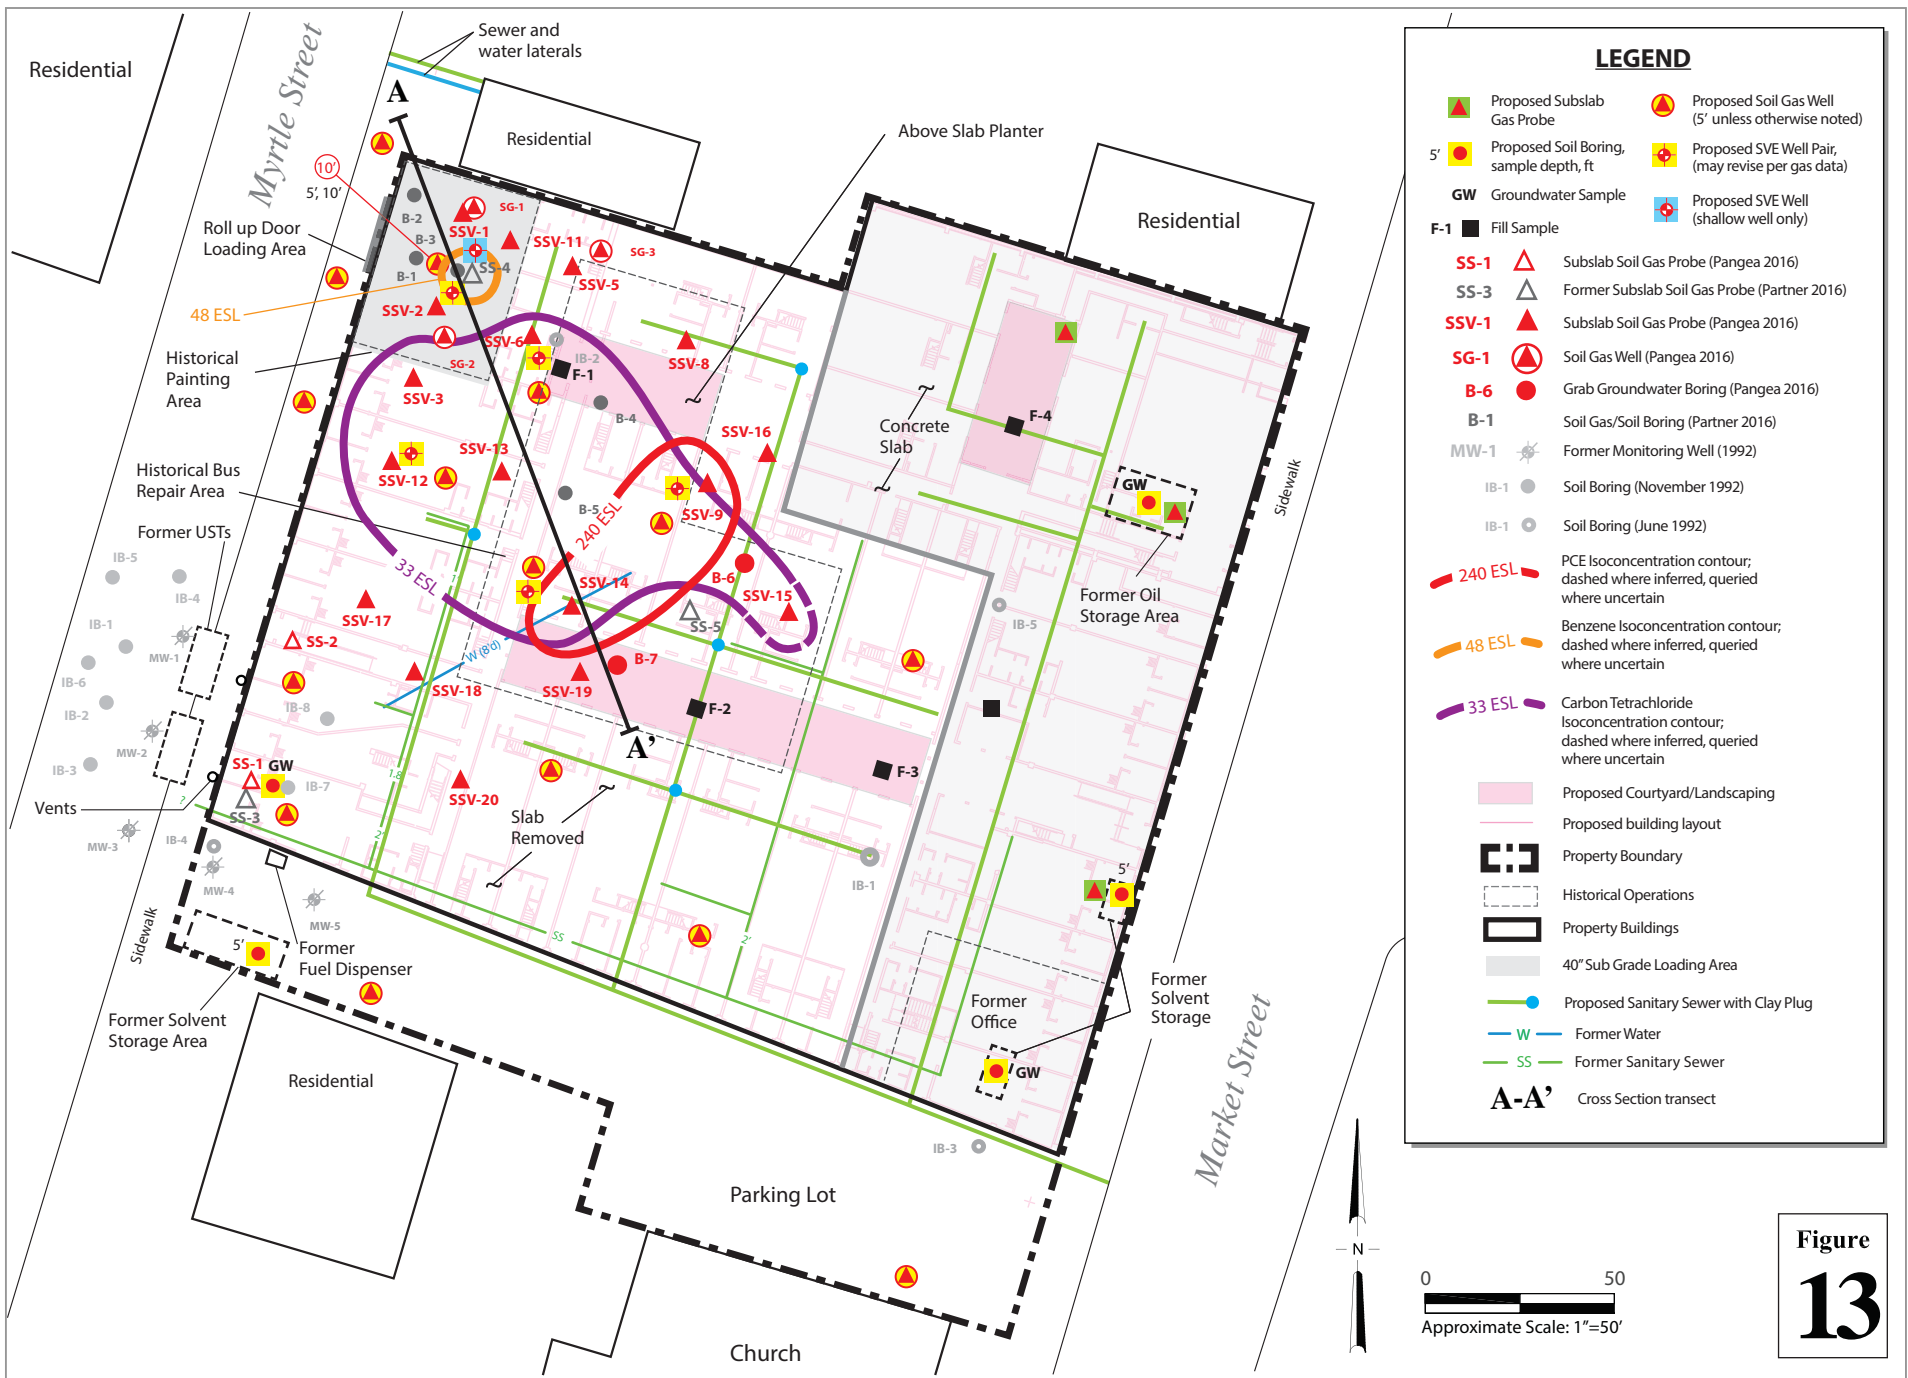 Residential
Myrtle Street
Sewer and
water laterals
A
Residential
Above Slab Planter
Residential
10'
5', 10'
Roll up Door
Loading Area
B-2
B-3
B-1
SSV-1
SG-1
SSV-11
SS-4
SG-3
SSV-5
48 ESL
SSV-2
SG-2
SSV-6
IB-2
F-1
SSV-8
Historical
Painting
Area
SSV-3
B-4
Concrete
Slab
F-4
SSV-16
SSV-13
SSV-12
Historical Bus
Repair Area
B-5
SSV-9
240 ESL
33 ESL
GW
Sidewalk
Former USTs
IB-5
IB-4
IB-1
MW-1
IB-6
IB-2
MW-2
IB-3
SSV-14
B-6
SSV-15
SS-5
IB-5
Former Oil
Storage Area
SSV-17
SS-2
W (8d)
B-7
SSV-18
SSV-19
IB-8
F-2
A'
F-3
SS-1
GW
IB-7
SS-3
1.8
SSV-20
Vents
?
2'
Slab
Removed
MW-3
IB-4
MW-4
MW-5
IB-1
5'
Sidewalk
5'
Former
Fuel Dispenser
SS
2'
Former Solvent
Storage Area
Former
Office
Former
Solvent
Storage
GW
Residential
IB-3
Market Street
Parking Lot
Church
LEGEND
Proposed Subslab
Gas Probe
Proposed Soil Gas Well
(5' unless otherwise noted)
5'
Proposed Soil Boring,
sample depth, ft
Proposed SVE Well Pair,
(may revise per gas data)
GW Groundwater Sample
Proposed SVE Well
(shallow well only)
F-1 Fill Sample
SS-1 Subslab Soil Gas Probe (Pangea 2016)
SS-3 Former Subslab Soil Gas Probe (Partner 2016)
SSV-1 Subslab Soil Gas Probe (Pangea 2016)
SG-1 Soil Gas Well (Pangea 2016)
B-6 Grab Groundwater Boring (Pangea 2016)
B-1 Soil Gas/Soil Boring (Partner 2016)
MW-1 Former Monitoring Well (1992)
IB-1 Soil Boring (November 1992)
IB-1 Soil Boring (June 1992)
240 ESL
PCE Isoconcentration contour;
dashed where inferred, queried
where uncertain
48 ESL
Benzene Isoconcentration contour;
dashed where inferred, queried
where uncertain
33 ESL
Carbon Tetrachloride
Isoconcentration contour;
dashed where inferred, queried
where uncertain
Proposed Courtyard/Landscaping
Proposed building layout
Property Boundary
Historical Operations
Property Buildings
40" Sub Grade Loading Area
Proposed Sanitary Sewer with Clay Plug
W Former Water
SS Former Sanitary Sewer
A-A' Cross Section transect
N
0 50
Approximate Scale: 1"=50'
Figure
13